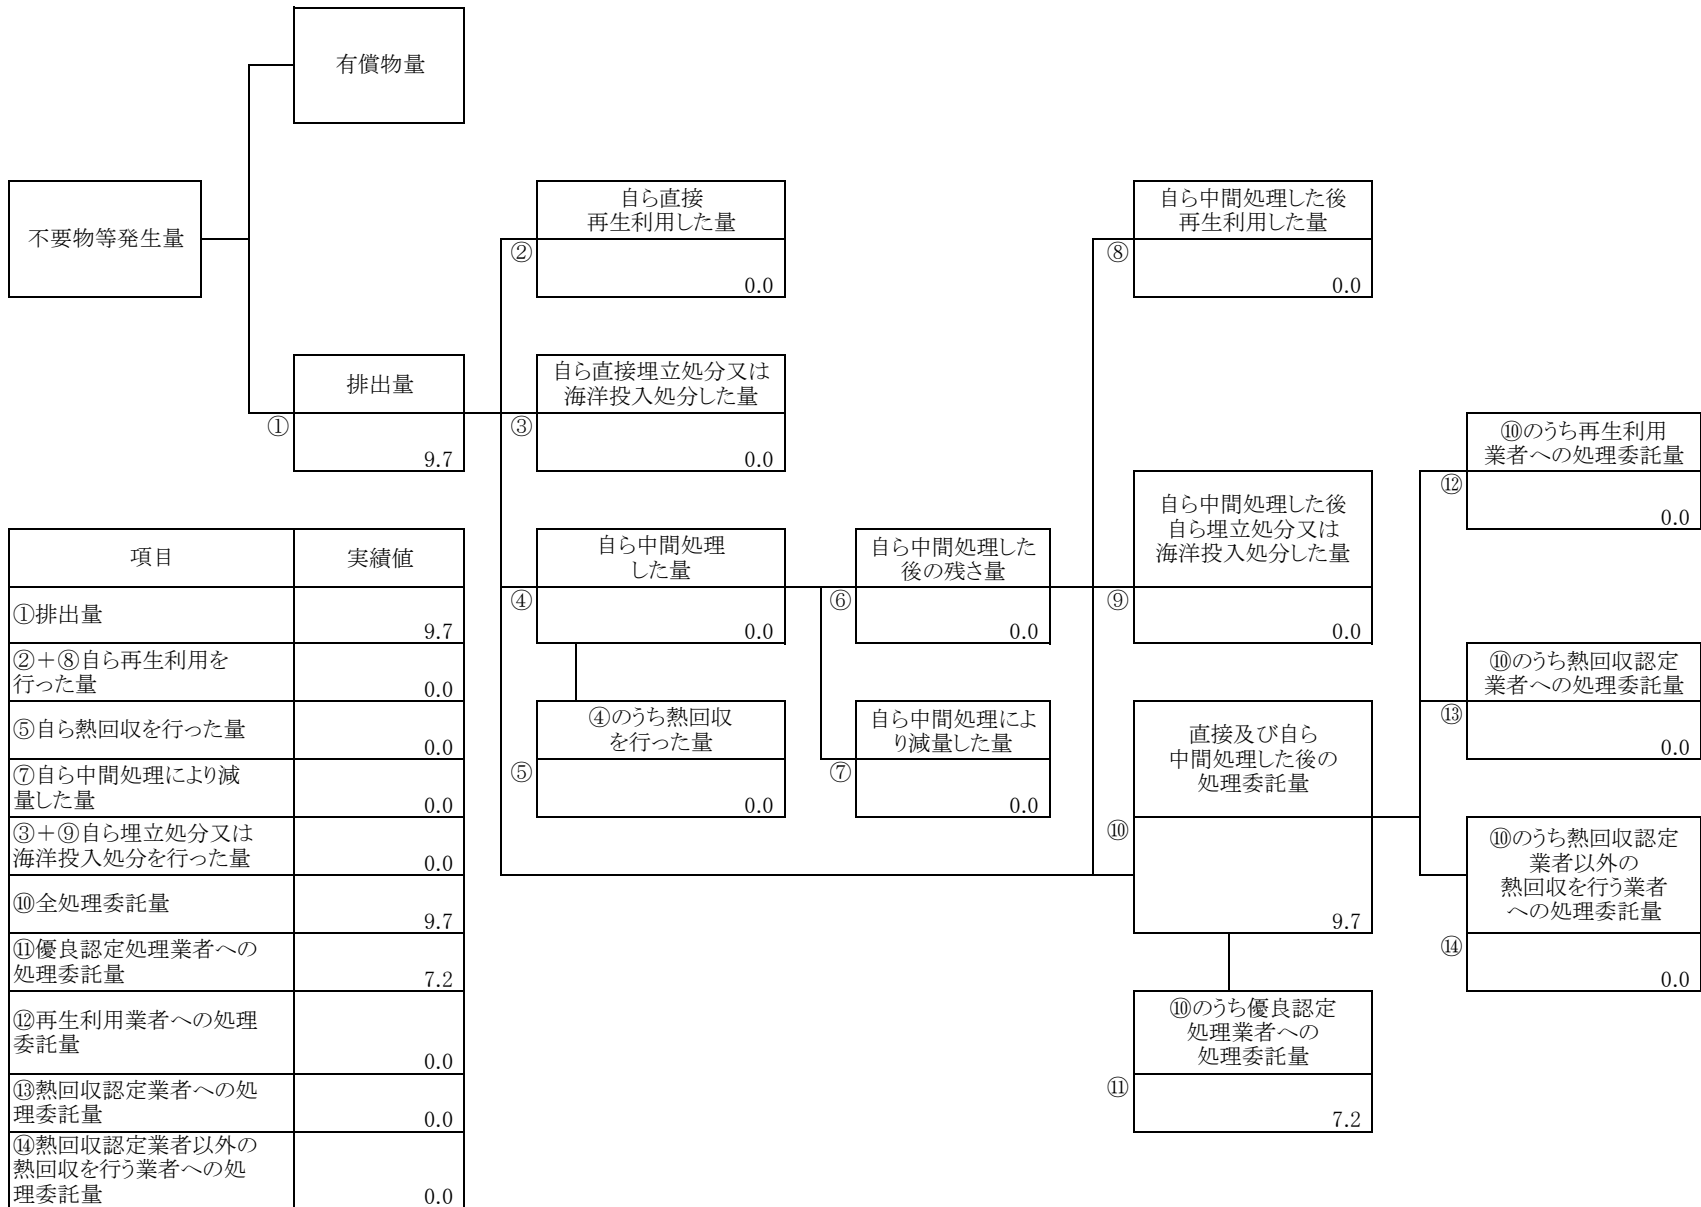 有償物量
不要物等発生量
排出量
①
9.7
自ら直接
再生利用した量
②
0.0
自ら直接埋立処分又は
海洋投入処分した量
③
0.0
自ら中間処理
した量
④
0.0
④のうち熱回収
を行った量
⑤
0.0
自ら中間処理した
後の残さ量
⑥
0.0
自ら中間処理によ
り減量した量
⑦
0.0
自ら中間処理した後
再生利用した量
⑧
0.0
自ら中間処理した後
自ら埋立処分又は
海洋投入処分した量
⑨
0.0
直接及び自ら
中間処理した後の
処理委託量
⑩
9.7
⑩のうち優良認定
処理業者への
処理委託量
⑪
7.2
⑩のうち再生利用
業者への処理委託量
⑫
0.0
⑩のうち熱回収認定
業者への処理委託量
⑬
0.0
⑩のうち熱回収認定
業者以外の
熱回収を行う業者
への処理委託量
⑭
0.0
項目 実績値
①排出量
9.7
②+⑧自ら再生利用を
行った量 0.0
⑤自ら熱回収を行った量
0.0
⑦自ら中間処理により減
量した量 0.0
③+⑨自ら埋立処分又は
海洋投入処分を行った量 0.0
⑩全処理委託量
9.7
⑪優良認定処理業者への
処理委託量 7.2
⑫再生利用業者への処理
委託量
0.0
⑬熱回収認定業者への処
理委託量 0.0
⑭熱回収認定業者以外の
熱回収を行う業者への処
理委託量 0.0